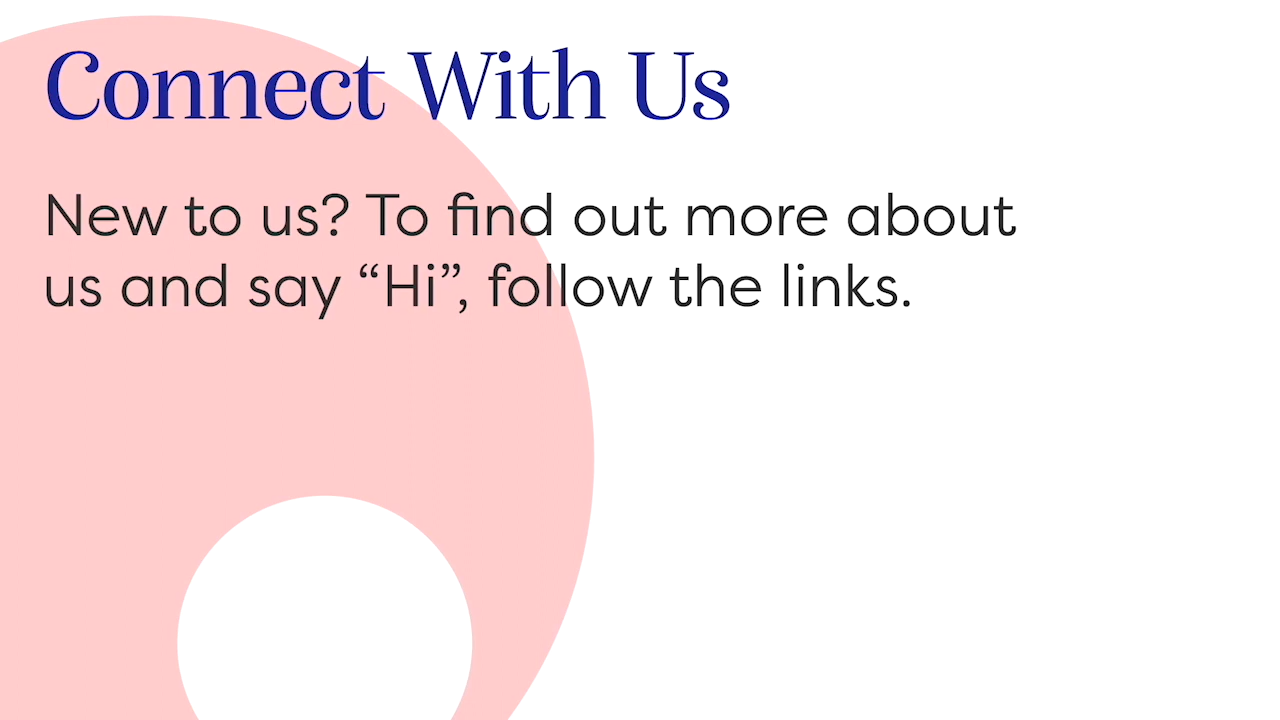 Connect With Us
New to us? To find out more about
us and say “Hi”, follow the links.